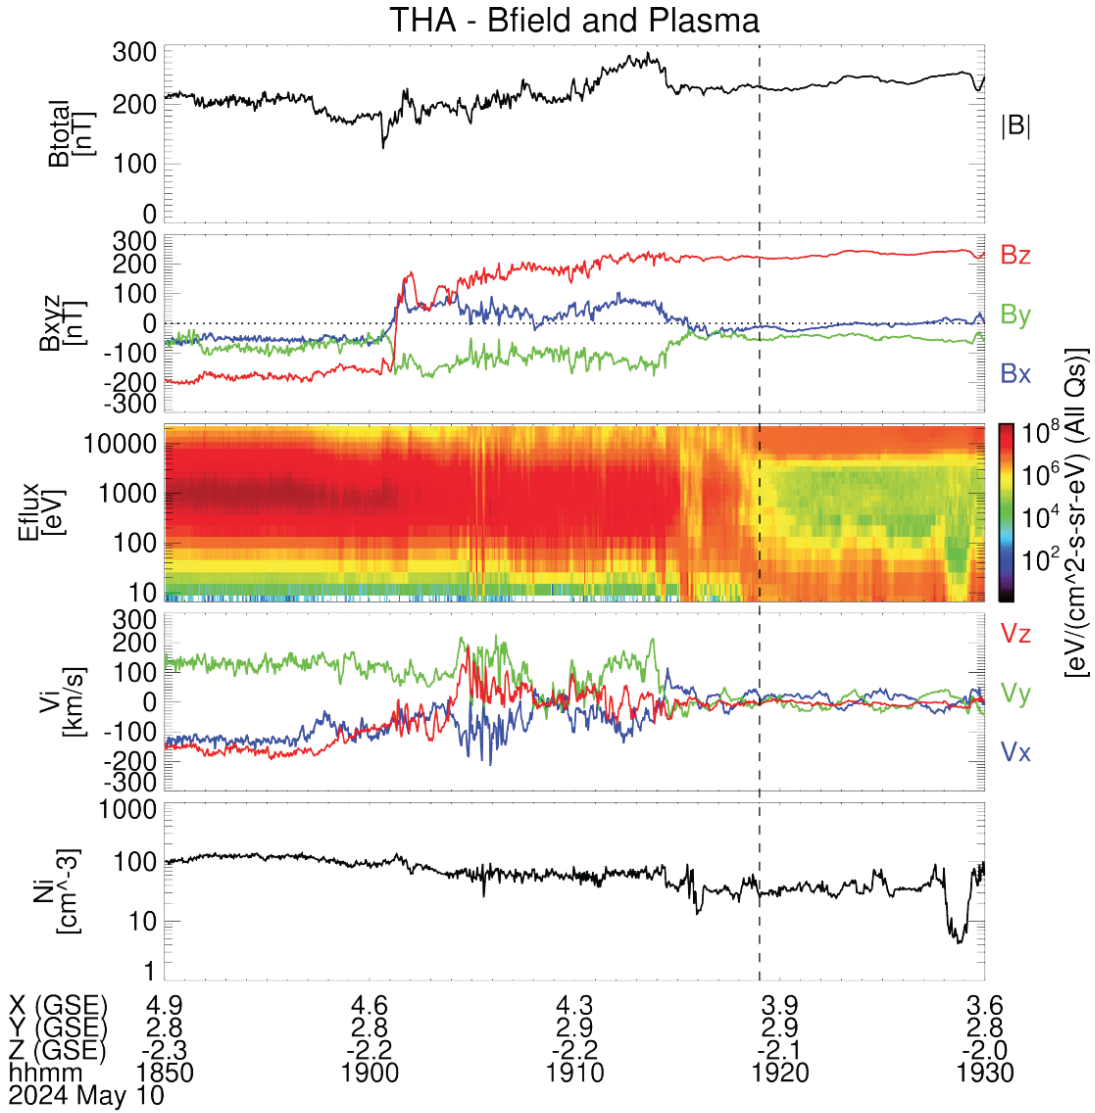 THA - Bfield and Plasma
300
200
100
0
Btotal
[nT]
|B|
300
200
100
0
-100
-200
-300
Bxyz
[nT]
Bz
By
Bx
10000
1000
100
10
Eflux
[eV]
10^8
10^6
10^4
10^2
[eV/(cm^2-s-sr-eV) (All Qs)]
300
200
100
0
-100
-200
-300
Vi
[km/s]
Vz
Vy
Vx
1000
100
10
1
Ni
[cm^-3]
X (GSE) 4.9 4.6 4.3 3.9 3.6
Y (GSE) 2.8 2.8 2.9 2.9 2.8
Z (GSE) -2.3 -2.2 -2.2 -2.1 -2.0
hhmm 1850 1900 1910 1920 1930
2024 May 10